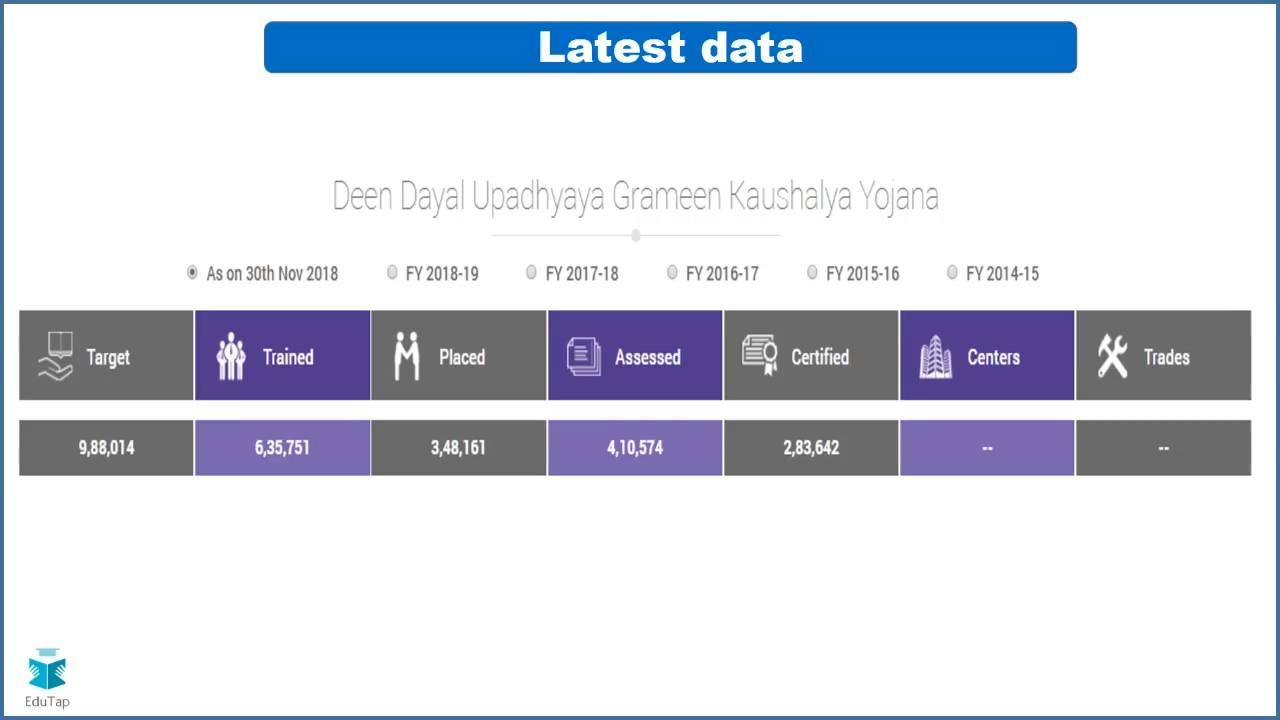 Latest data
Deen Dayal Upadhyaya Grameen Kaushalya Yojana
As on 30th Nov 2018 FY 2018-19 FY 2017-18 FY 2016-17 FY 2015-16 FY 2014-15
Target Trained Placed Assessed Certified Centers Trades
9,88,014 6,35,751 3,48,161 4,10,574 2,83,642 -- --
EduTap